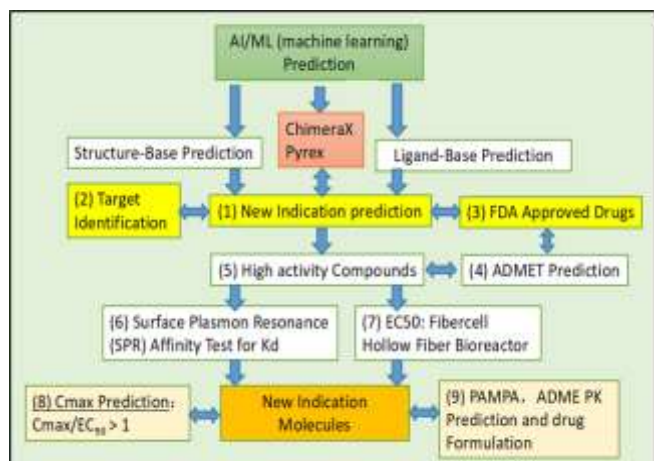 AI/ML (machine learning)
Prediction
ChimeraX
Pyrex
Structure-Base Prediction
Ligand-Base Prediction
(2) Target
Identification
(1) New Indication prediction
(3) FDA Approved Drugs
(5) High activity Compounds
(4) ADMET Prediction
(6) Surface Plasmon Resonance
(SPR) Affinity Test for Kd
(7) EC50: Fibercell
Hollow Fiber Bioreactor
(8) Cmax Prediction：
Cmax/EC₉₀ > 1
New Indication
Molecules
(9) PAMPA， ADME PK
Prediction and drug
Formulation